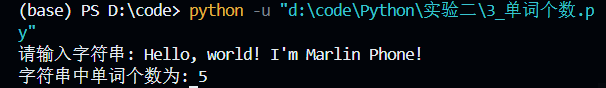 (base) PS D:\code> python -u "d:\code\Python\实验二\3_单词个数.p
y"
请输入字符串: Hello, world! I'm Marlin Phone!
字符串中单词个数为: 5